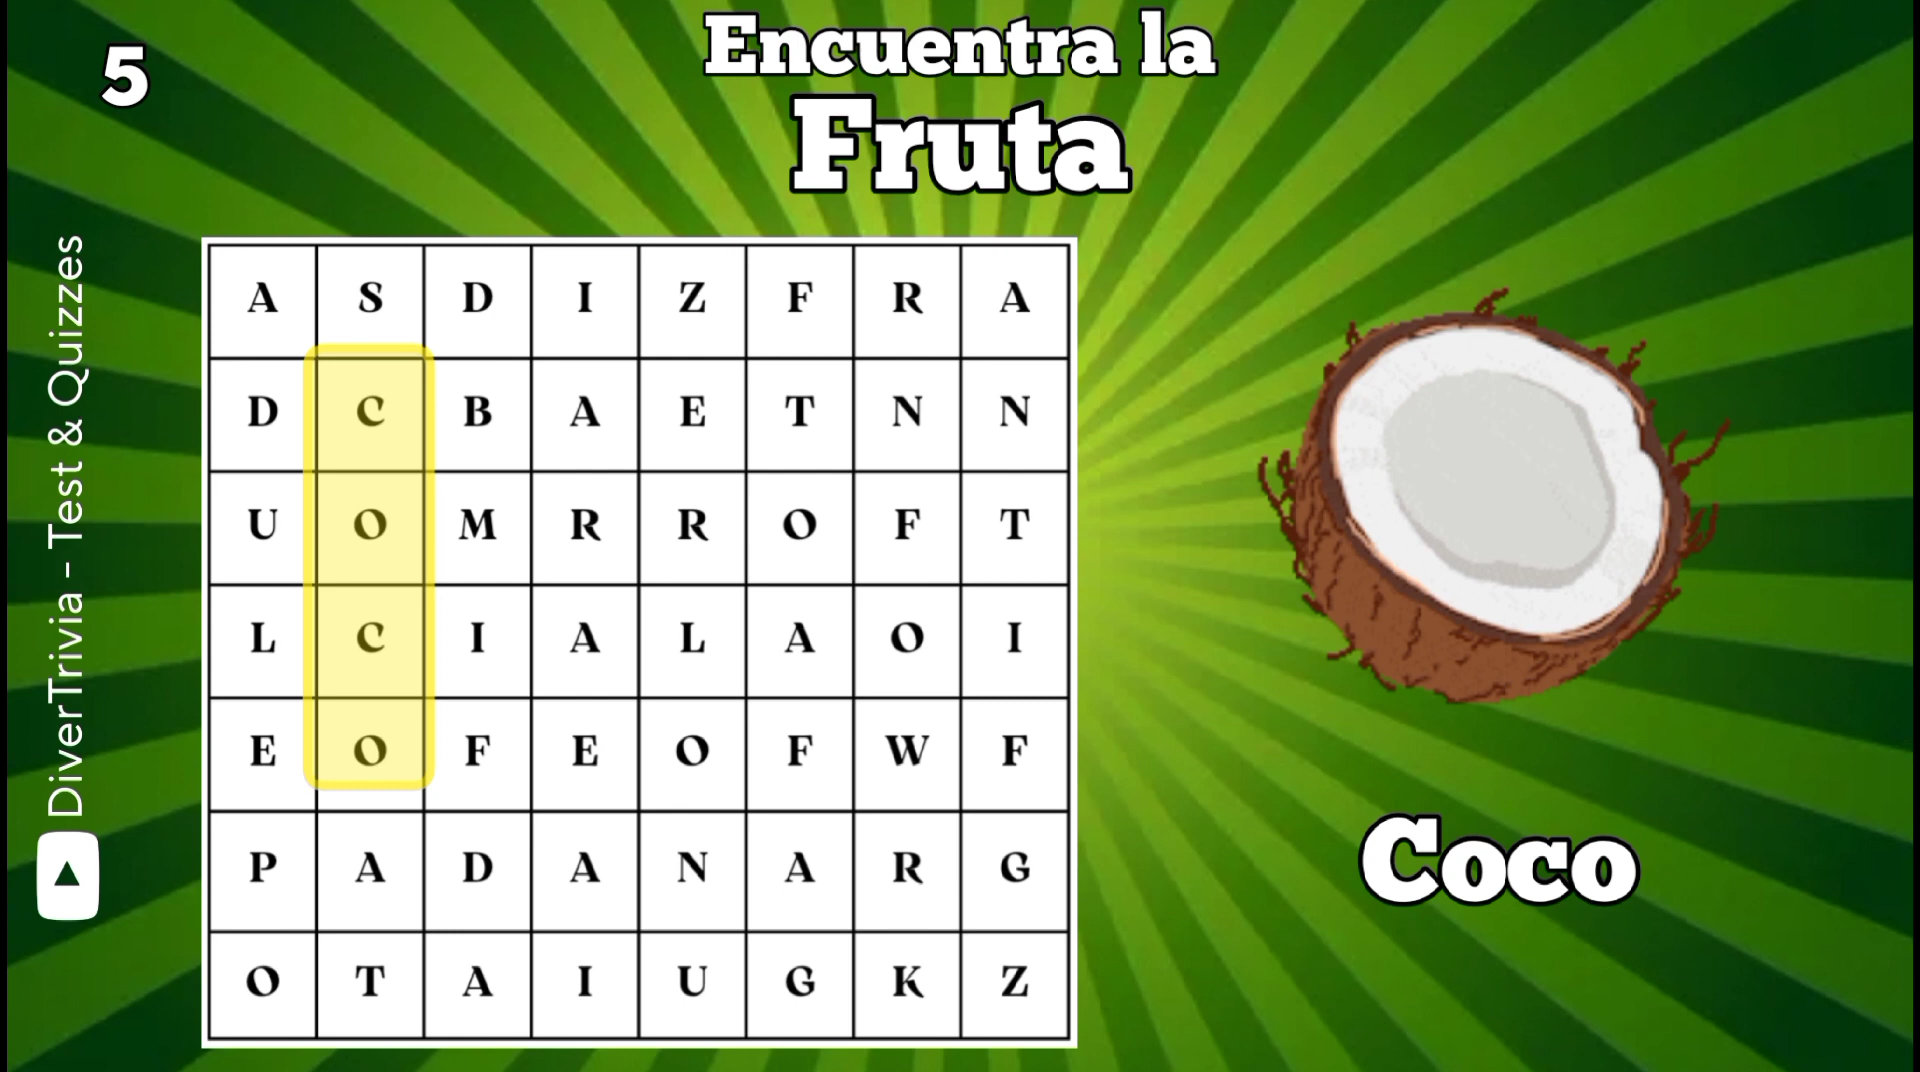 5
Encuentra la
Fruta
DiverTrivia - Test & Quizzes
A S D I Z F R A
D C B A E T N N
U O M R R O F T
L C I A L A O I
E O F E O F W F
P A D A N A R G
O T A I U G K Z
Coco